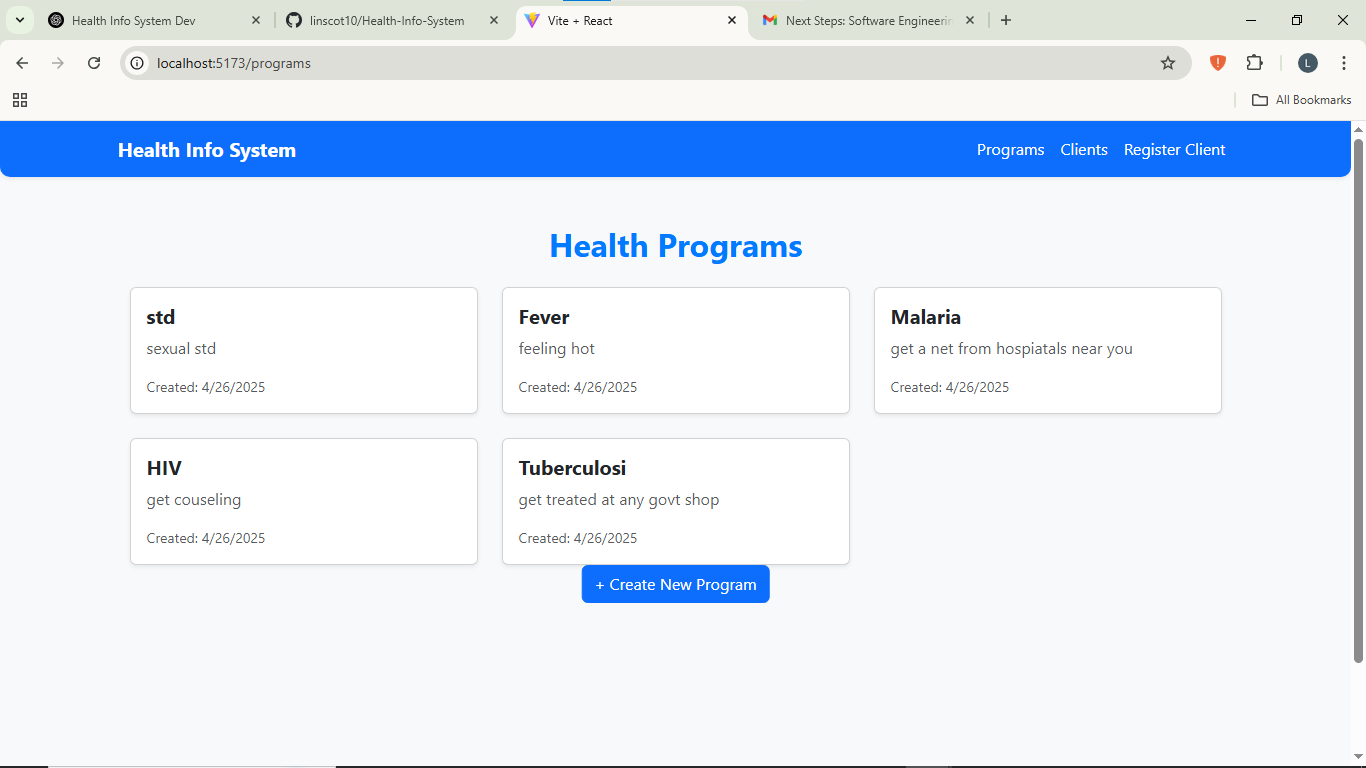 Health Info System Dev
linscot10/Health-Info-System
Vite + React
Next Steps: Software Engineerin
localhost:5173/programs
L
All Bookmarks
Health Info System
Programs Clients Register Client
Health Programs
std
sexual std
Created: 4/26/2025
Fever
feeling hot
Created: 4/26/2025
Malaria
get a net from hospiatals near you
Created: 4/26/2025
HIV
get couseling
Created: 4/26/2025
Tuberculosi
get treated at any govt shop
Created: 4/26/2025
+ Create New Program